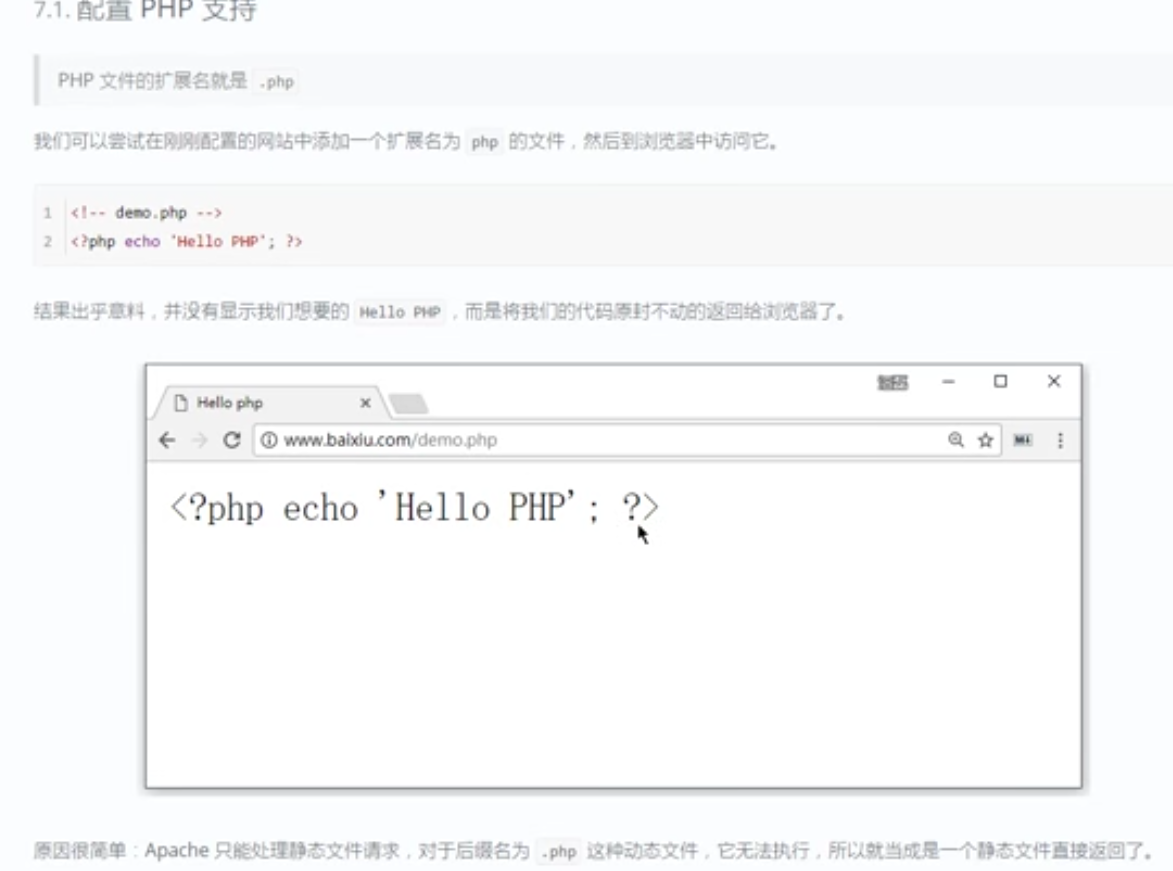 7.1. 配置 PHP 支持
PHP 文件的扩展名就是 .php
我们可以尝试在刚刚配置的网站中添加一个扩展名为 php 的文件，然后到浏览器中访问它。
1 <!-- demo.php -->
2 <?php echo 'Hello PHP'; ?>
结果出乎意料，并没有显示我们想要的 Hello PHP ，而是将我们的代码原封不动的返回给浏览器了。
Hello php
www.baixiu.com/demo.php
<?php echo 'Hello PHP'; ?>
原因很简单：Apache 只能处理静态文件请求，对于后缀名为 .php 这种动态文件，它无法执行，所以就当成是一个静态文件直接返回了。